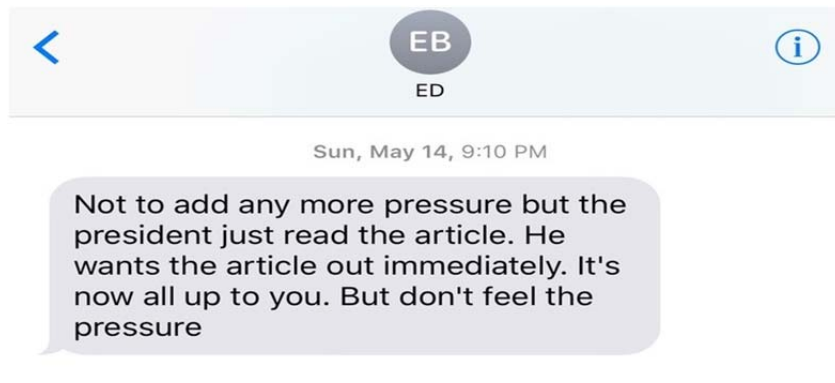 EB
ED
Sun, May 14, 9:10 PM
Not to add any more pressure but the
president just read the article. He
wants the article out immediately. It's
now all up to you. But don't feel the
pressure